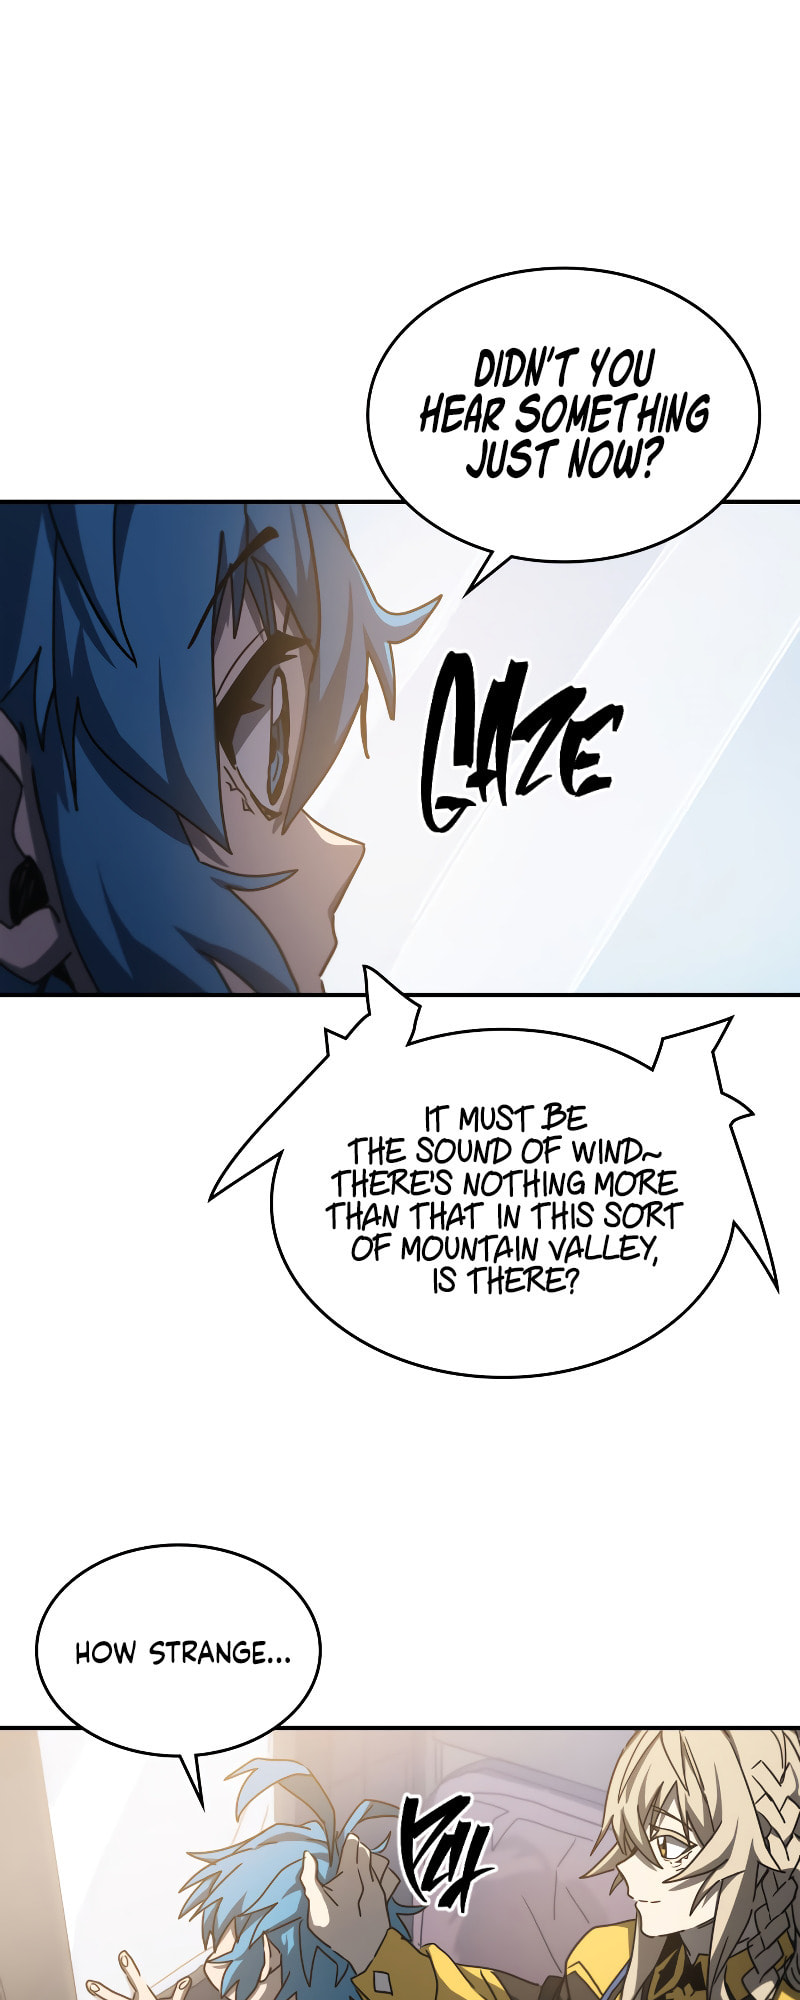 DIDN'T YOU
HEAR SOMETHING
JUST NOW?
GAZE
IT MUST BE
THE SOUND OF WIND~
THERE'S NOTHING MORE
THAN THAT IN THIS SORT
OF MOUNTAIN VALLEY,
IS THERE?
HOW STRANGE...
PAT